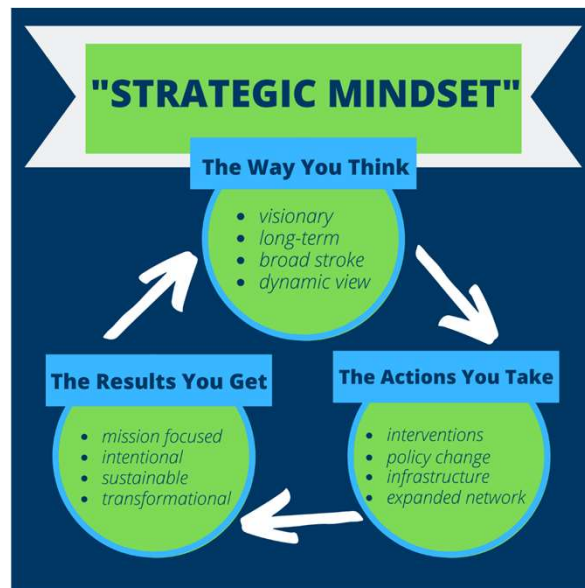 "STRATEGIC MINDSET"
The Way You Think
• visionary
• long-term
• broad stroke
• dynamic view
The Actions You Take
• interventions
• policy change
• infrastructure
• expanded network
The Results You Get
• mission focused
• intentional
• sustainable
• transformational